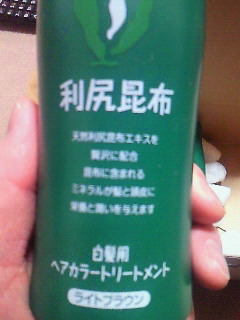 利尻昆布
天然利尻昆布エキスを
贅沢に配合
昆布に含まれる
ミネラルが髪と頭皮に
栄養と潤いを与えます
白髪用
ヘアカラートリートメント
ライトブラウン